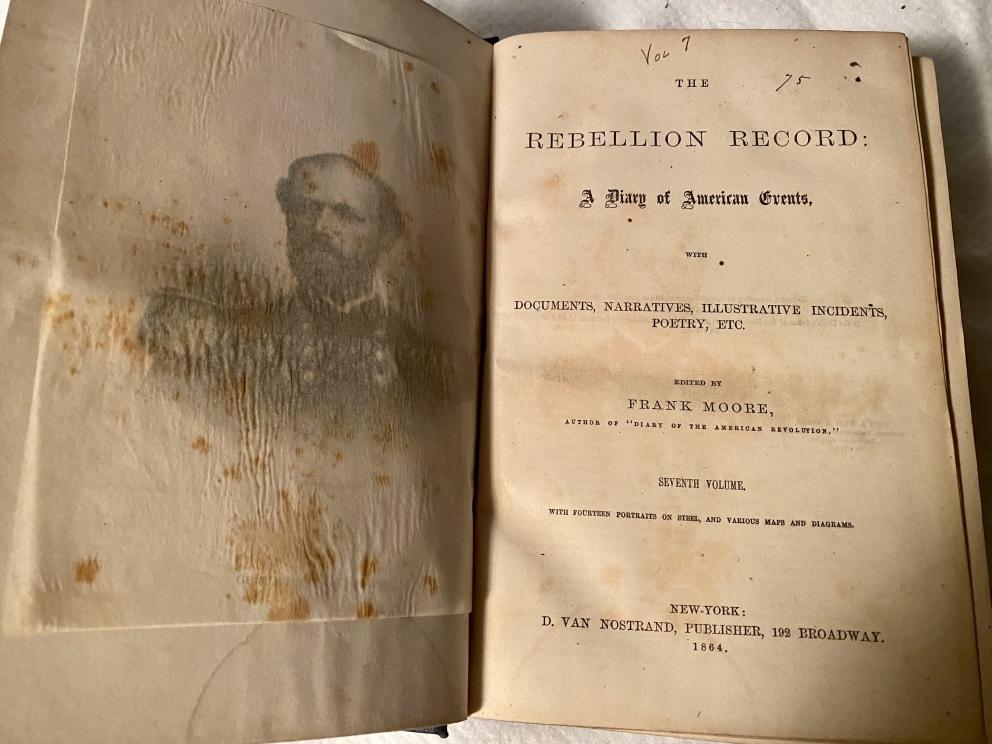 Vol 7
75
THE
REBELLION RECORD:
A Diary of American Events,
WITH
DOCUMENTS, NARRATIVES, ILLUSTRATIVE INCIDENTS,
POETRY, ETC.
EDITED BY
FRANK MOORE,
AUTHOR OF "DIARY OF THE AMERICAN REVOLUTION."
SEVENTH VOLUME.
WITH FOURTEEN PORTRAITS ON STEEL, AND VARIOUS MAPS AND DIAGRAMS.
NEW-YORK:
D. VAN NOSTRAND, PUBLISHER, 192 BROADWAY.
1864.